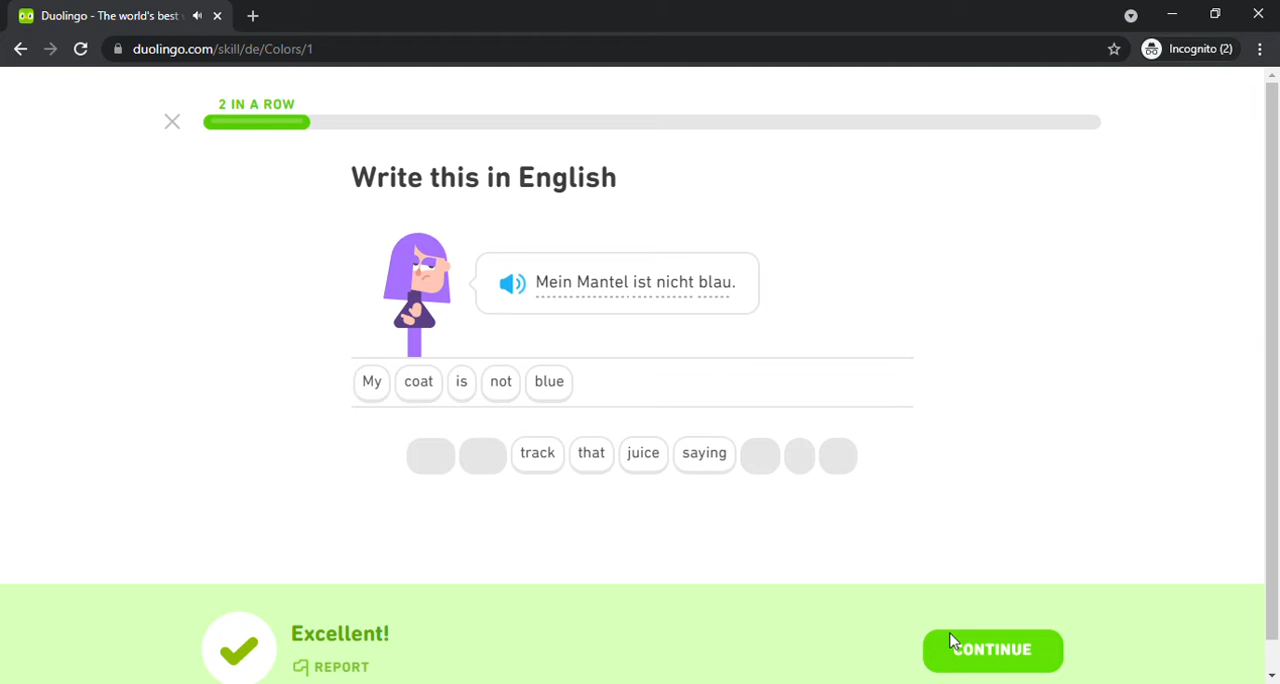 Duolingo - The world's best
duolingo.com/skill/de/Colors/1
Incognito (2)
2 IN A ROW
Write this in English
Mein Mantel ist nicht blau.
My coat is not blue
track that juice saying
Excellent!
REPORT
CONTINUE